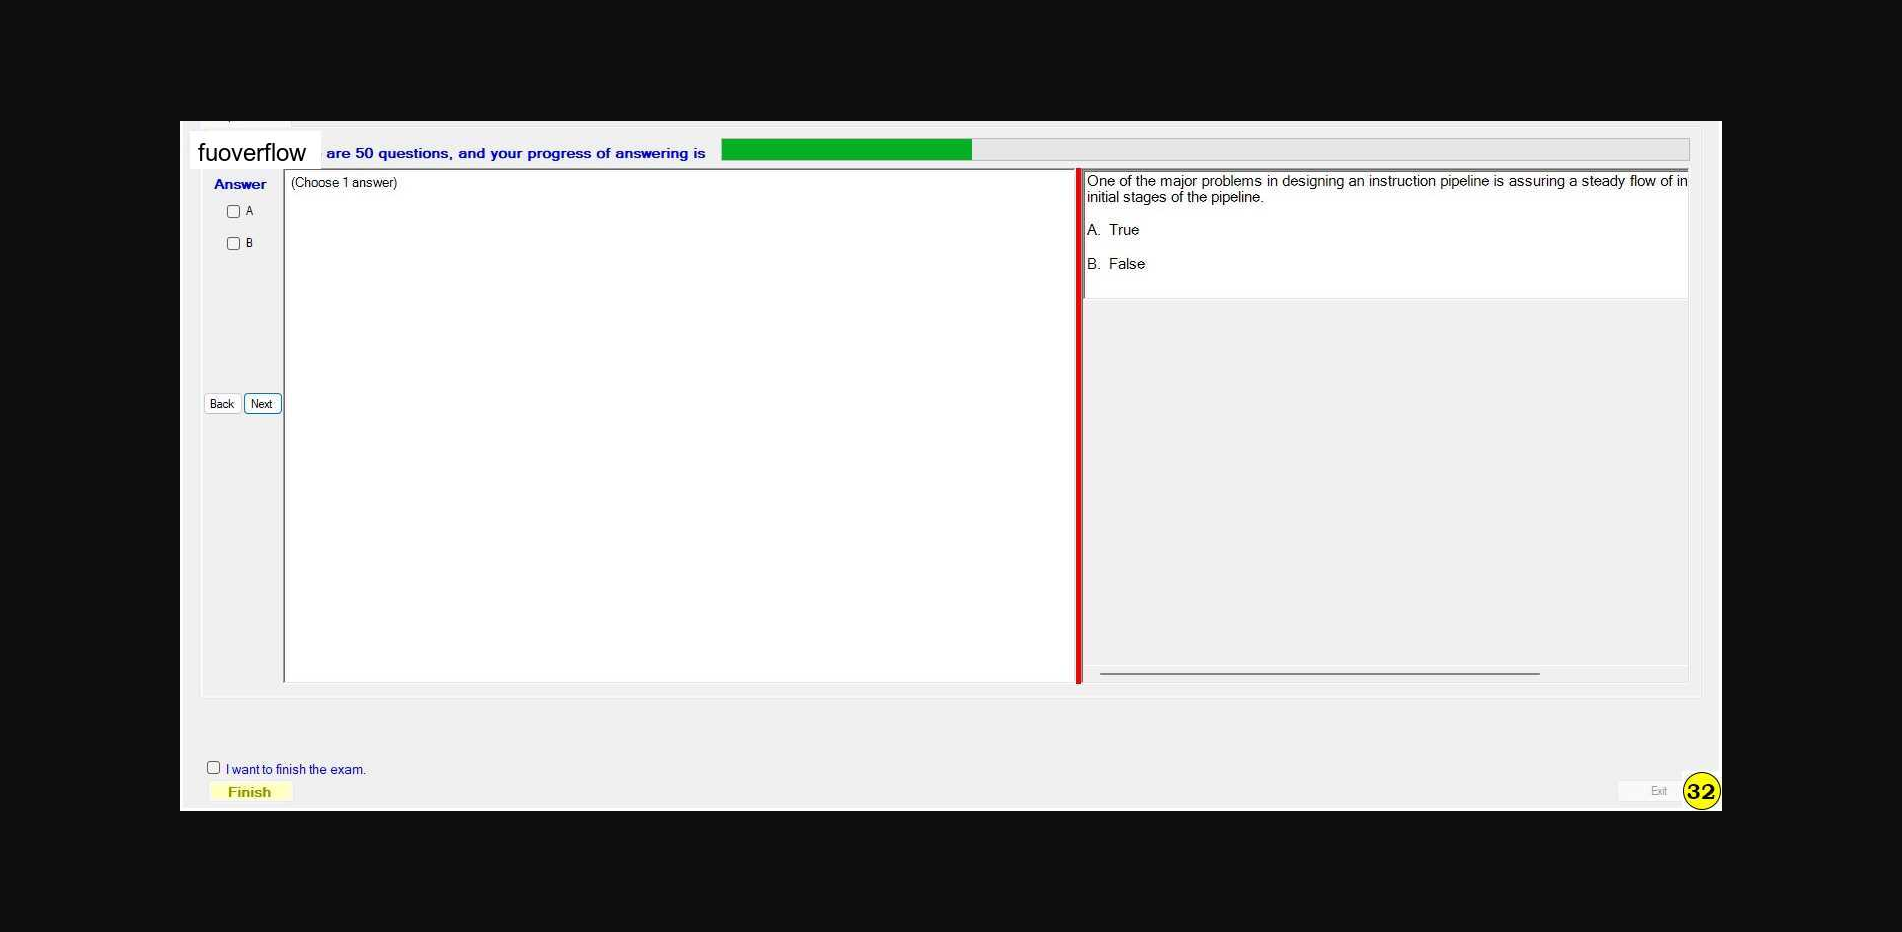 fuoverflow are 50 questions, and your progress of answering is
Answer
(Choose 1 answer)
A
B
One of the major problems in designing an instruction pipeline is assuring a steady flow of in
initial stages of the pipeline.
A. True
B. False
Back Next
I want to finish the exam.
Finish
Exit
32